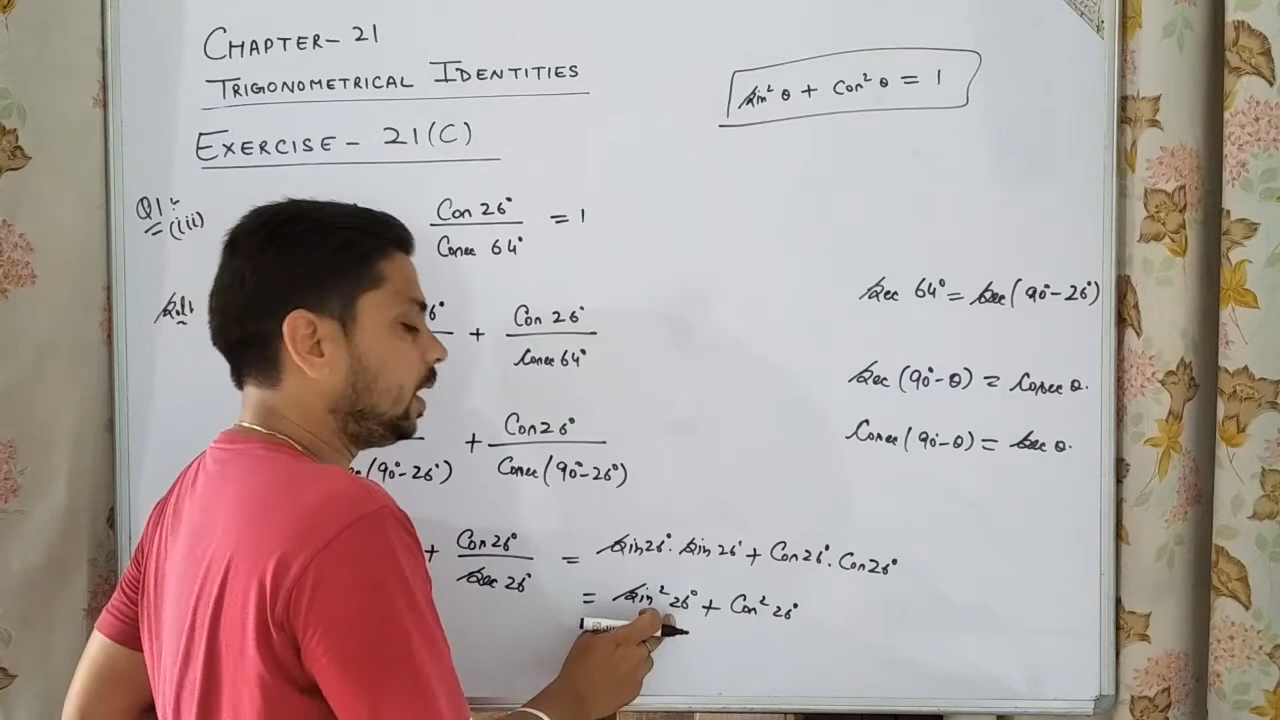 CHAPTER-21
TRIGONOMETRICAL IDENTITIES
sin² θ + Cos² θ = 1
EXERCISE - 21(C)
Q1:
(iii)
Cos 26° / Cosec 64° = 1
Sol:
6° + Cos 26° / Cosec 64°
Sec 64° = Sec (90° - 26°)
Sec (90° - θ) = Cosec θ.
Cosec (90° - θ) = Sec θ.
(90° - 26°) + Cos 26° / Cosec (90° - 26°)
+ Cos 26° / Sec 26° = Sin 26° . Sin 26° + Cos 26° . Cos 26°
= Sin² 26° + Cos² 26°